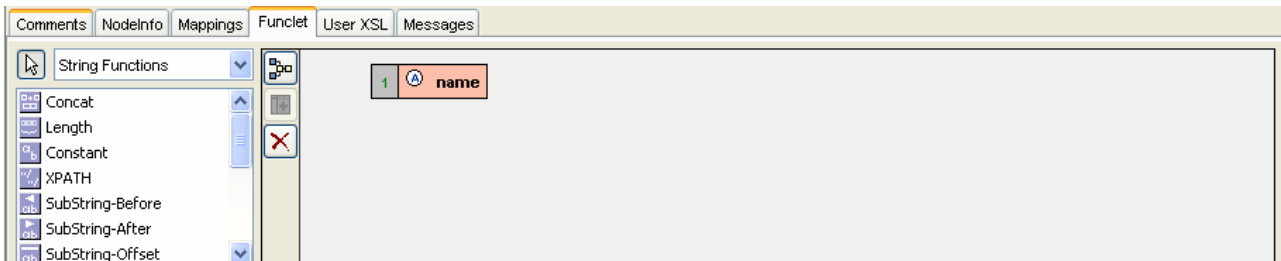 Comments NodeInfo Mappings Funclet User XSL Messages
String Functions
1 A name
Concat
Length
Constant
XPATH
SubString-Before
SubString-After
SubString-Offset